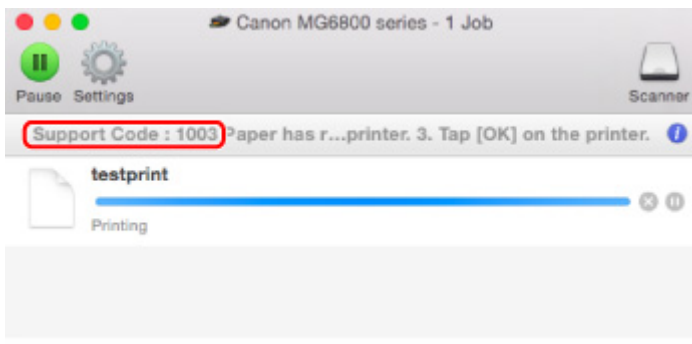 Canon MG6800 series - 1 Job
Pause Settings Scanner
Support Code : 1003 Paper has r...printer. 3. Tap [OK] on the printer.
testprint
Printing